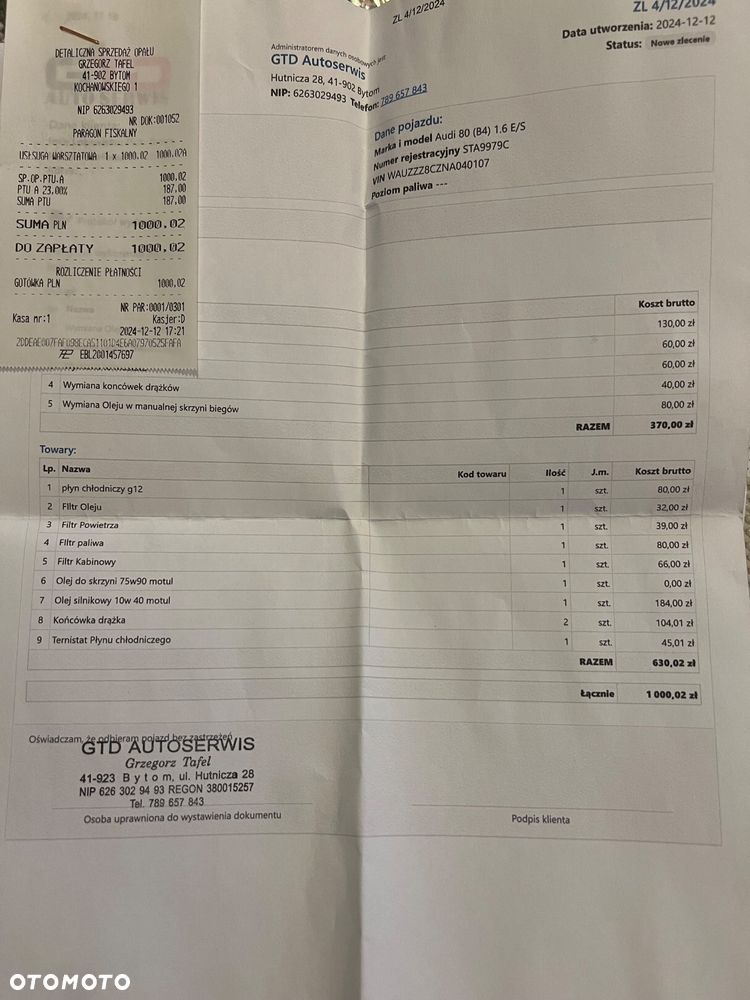 DETALICZNA SPRZEDAŻ OPAŁU
GRZEGORZ TAFEL
41-902 BYTOM
KOCHANOWSKIEGO 1
NIP 6263029493
NR DOK:001052
PARAGON FISKALNY
USŁSUGA WARSZTATOWA 1 x 1000.02 1000.02A
SP.OP.PTU.A 1000.02
PTU A 23.00% 187.00
SUMA PTU 187.00
SUMA PLN 1000.02
DO ZAPŁATY 1000.02
ROZLICZENIE PŁATNOŚCI
GOTÓWKA PLN 1000.02
NR PAR:0001/0301
Kasa nr:1 Kasjer:D
2024-12-12 17:21
EBL2001457697
ZL 4/12/2024
ZL 4/12/2024
Data utworzenia: 2024-12-12
Status: Nowe zlecenie
Administratorem danych osobowych jest
GTD Autoserwis
Hutnicza 28, 41-902 Bytom
NIP: 6263029493 Telefon: 789 657 843
Dane pojazdu:
Marka i model Audi 80 (B4) 1.6 E/S
Numer rejestracyjny STA9979C
VIN WAUZZZ8CZNA040107
Poziom paliwa ---
Koszt brutto
130,00 zł
60,00 zł
60,00 zł
4 Wymiana koncówek drążków 40,00 zł
5 Wymiana Oleju w manualnej skrzyni biegów 80,00 zł
RAZEM 370,00 zł
Towary:
Lp. Nazwa Kod towaru Ilość J.m. Koszt brutto
1 płyn chłodniczy g12 1 szt. 80,00 zł
2 FIltr Oleju 1 szt. 32,00 zł
3 Filtr Powietrza 1 szt. 39,00 zł
4 FIltr paliwa 1 szt. 80,00 zł
5 Filtr Kabinowy 1 szt. 66,00 zł
6 Olej do skrzyni 75w90 motul 1 szt. 0,00 zł
7 Olej silnikowy 10w 40 motul 1 szt. 184,00 zł
8 Końcówka drążka 2 szt. 104,01 zł
9 Ternistat Płynu chłodniczego 1 szt. 45,01 zł
RAZEM 630,02 zł
Łącznie 1 000,02 zł
Oświadczam, że odbieram pojazd bez zastrzeżeń
GTD AUTOSERWIS
Grzegorz Tafel
41-923 Bytom, ul. Hutnicza 28
NIP 626 302 94 93 REGON 380015257
Tel. 789 657 843
Osoba uprawniona do wystawienia dokumentu
Podpis klienta
OTOMOTO